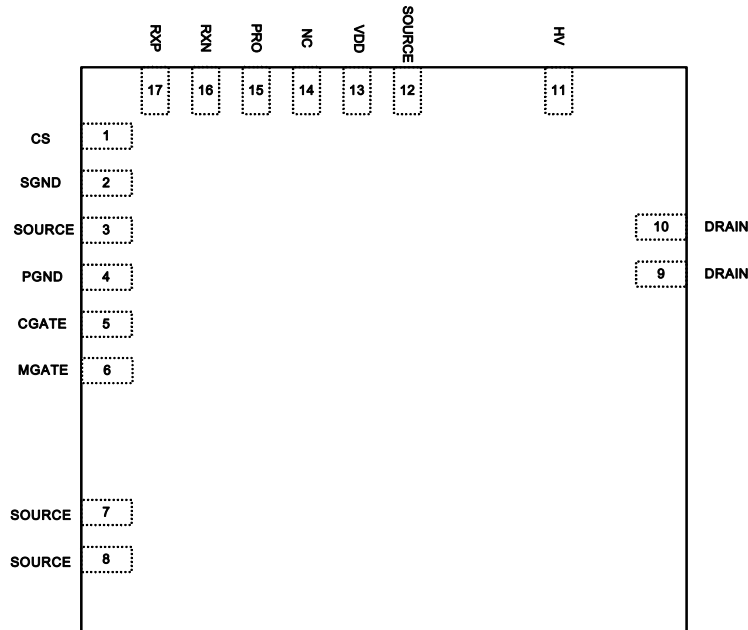 RXP
RXN
PRO
NC
VDD
SOURCE
HV
17
16
15
14
13
12
11
CS 1
SGND 2
SOURCE 3
10 DRAIN
PGND 4
9 DRAIN
CGATE 5
MGATE 6
SOURCE 7
SOURCE 8